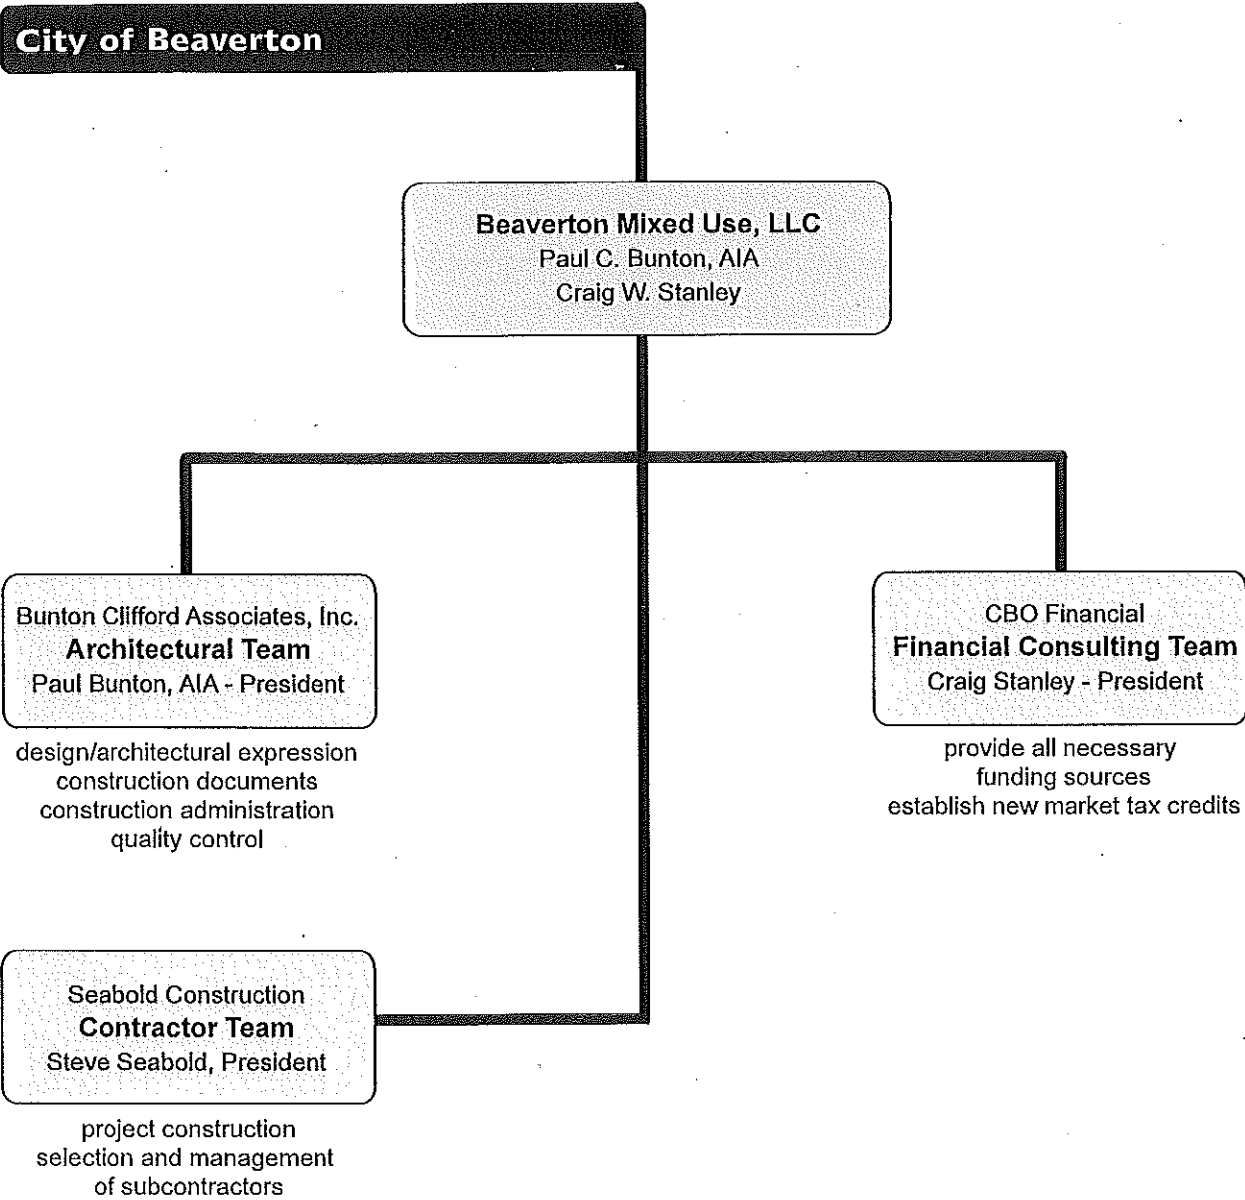 City of Beaverton
Beaverton Mixed Use, LLC
Paul C. Bunton, AIA
Craig W. Stanley
Bunton Clifford Associates, Inc.
Architectural Team
Paul Bunton, AIA - President
design/architectural expression
construction documents
construction administration
quality control
CBO Financial
Financial Consulting Team
Craig Stanley - President
provide all necessary
funding sources
establish new market tax credits
Seabold Construction
Contractor Team
Steve Seabold, President
project construction
selection and management
of subcontractors